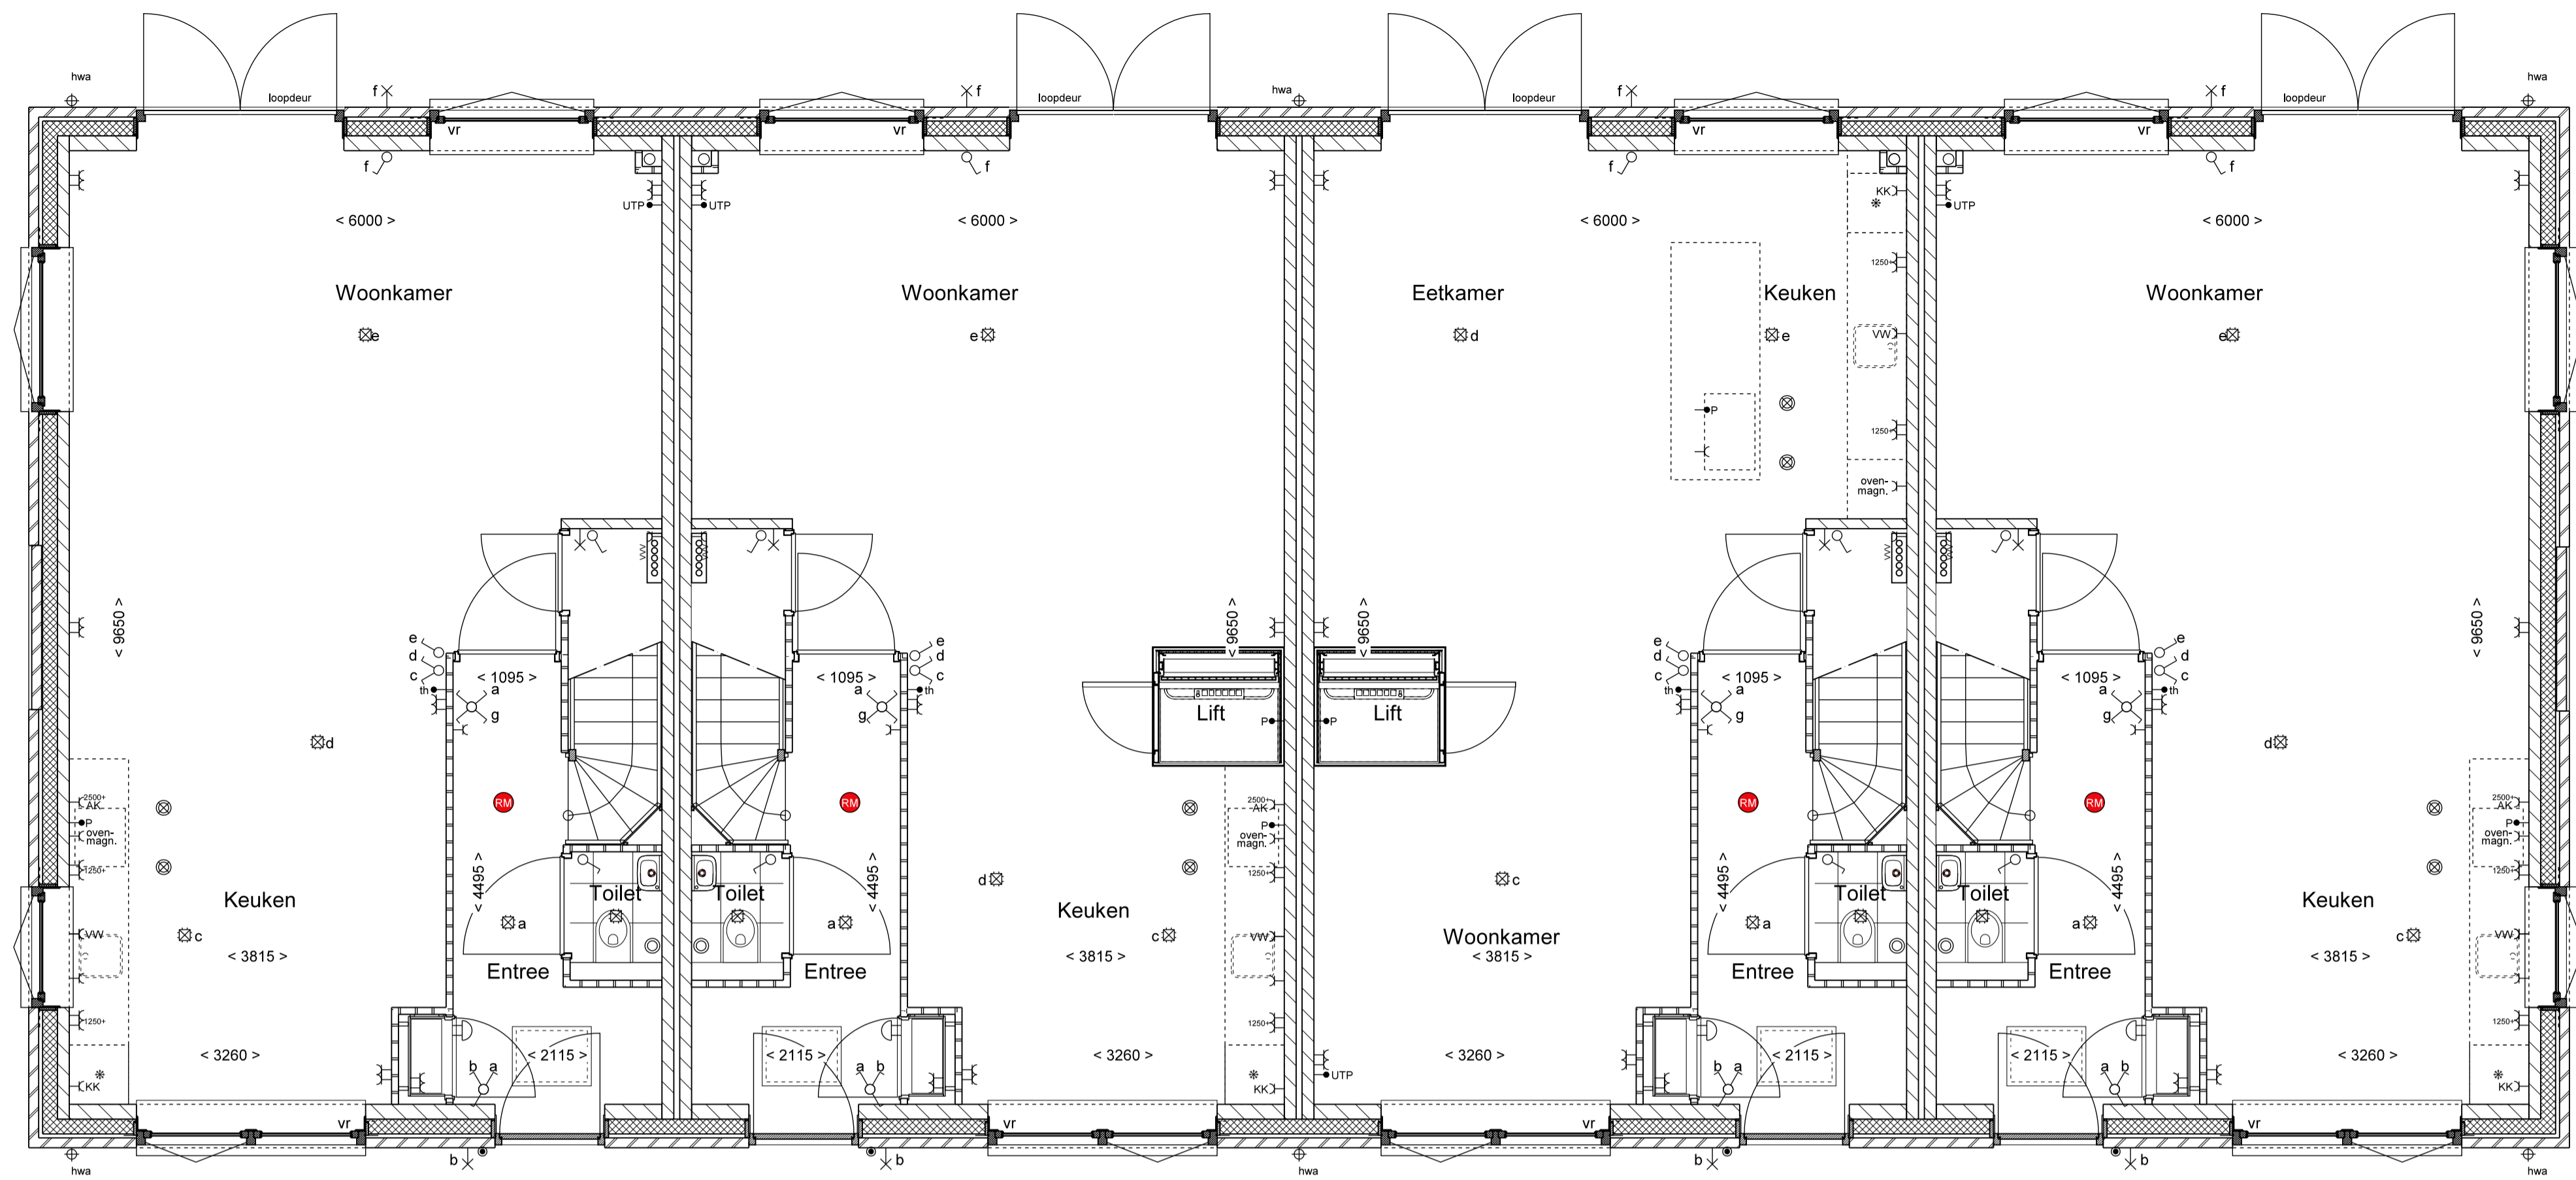 hwa
loopdeur
f
f
loopdeur
hwa
loopdeur
f
f
loopdeur
hwa
vr
vr
vr
vr
f
f
f
f
UTP
UTP
KK
UTP
< 6000 >
< 6000 >
< 6000 >
< 6000 >
1250+
Woonkamer
Woonkamer
Eetkamer
Keuken
Woonkamer
e
e
d
e
VW
e
P
1250+
oven-
magn.
< 9650 >
< 9650 >
< 9650 >
< 9650 >
e
d
c
th
< 1095 >
a
g
< 1095 >
a
g
e
d
c
th
Lift
P
Lift
P
e
d
c
th
< 1095 >
a
g
< 1095 >
a
g
e
d
c
th
d
d
2500+
AK
P
oven-
magn.
1250+
RM
RM
2500+
AK
P
oven-
magn.
1250+
RM
RM
2500+
AK
P
oven-
magn.
1250+
< 4495 >
< 4495 >
< 4495 >
< 4495 >
d
c
Toilet
Toilet
Toilet
Toilet
Keuken
Keuken
Keuken
a
a
a
a
VW
c
c
VW
Woonkamer
c
VW
< 3815 >
< 3815 >
< 3815 >
< 3815 >
Entree
Entree
Entree
Entree
1250+
1250+
1250+
< 3260 >
< 2115 >
< 2115 >
< 3260 >
< 3260 >
< 2115 >
< 2115 >
< 3260 >
KK
b
a
a
b
KK
UTP
b
a
a
b
KK
vr
vr
vr
vr
hwa
b
b
hwa
b
b
hwa